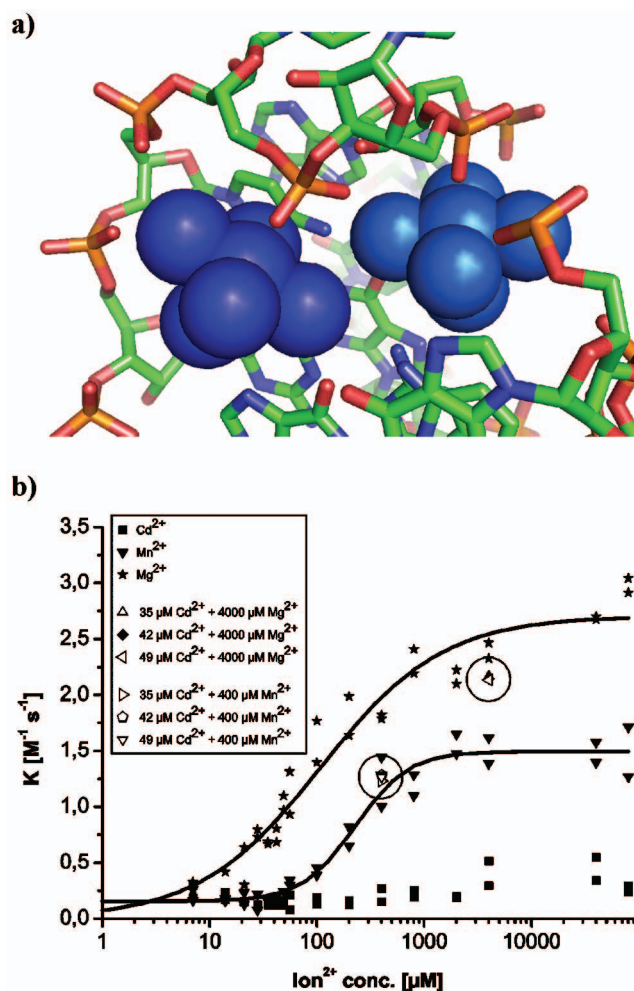 a)
b)
K [M⁻¹ s⁻¹]
3,5
3,0
2,5
2,0
1,5
1,0
0,5
0,0
Cd²⁺
Mn²⁺
Mg²⁺
35 µM Cd²⁺ + 4000 µM Mg²⁺
42 µM Cd²⁺ + 4000 µM Mg²⁺
49 µM Cd²⁺ + 4000 µM Mg²⁺
35 µM Cd²⁺ + 400 µM Mn²⁺
42 µM Cd²⁺ + 400 µM Mn²⁺
49 µM Cd²⁺ + 400 µM Mn²⁺
1 10 100 1000 10000
Ion²⁺ conc. [µM]